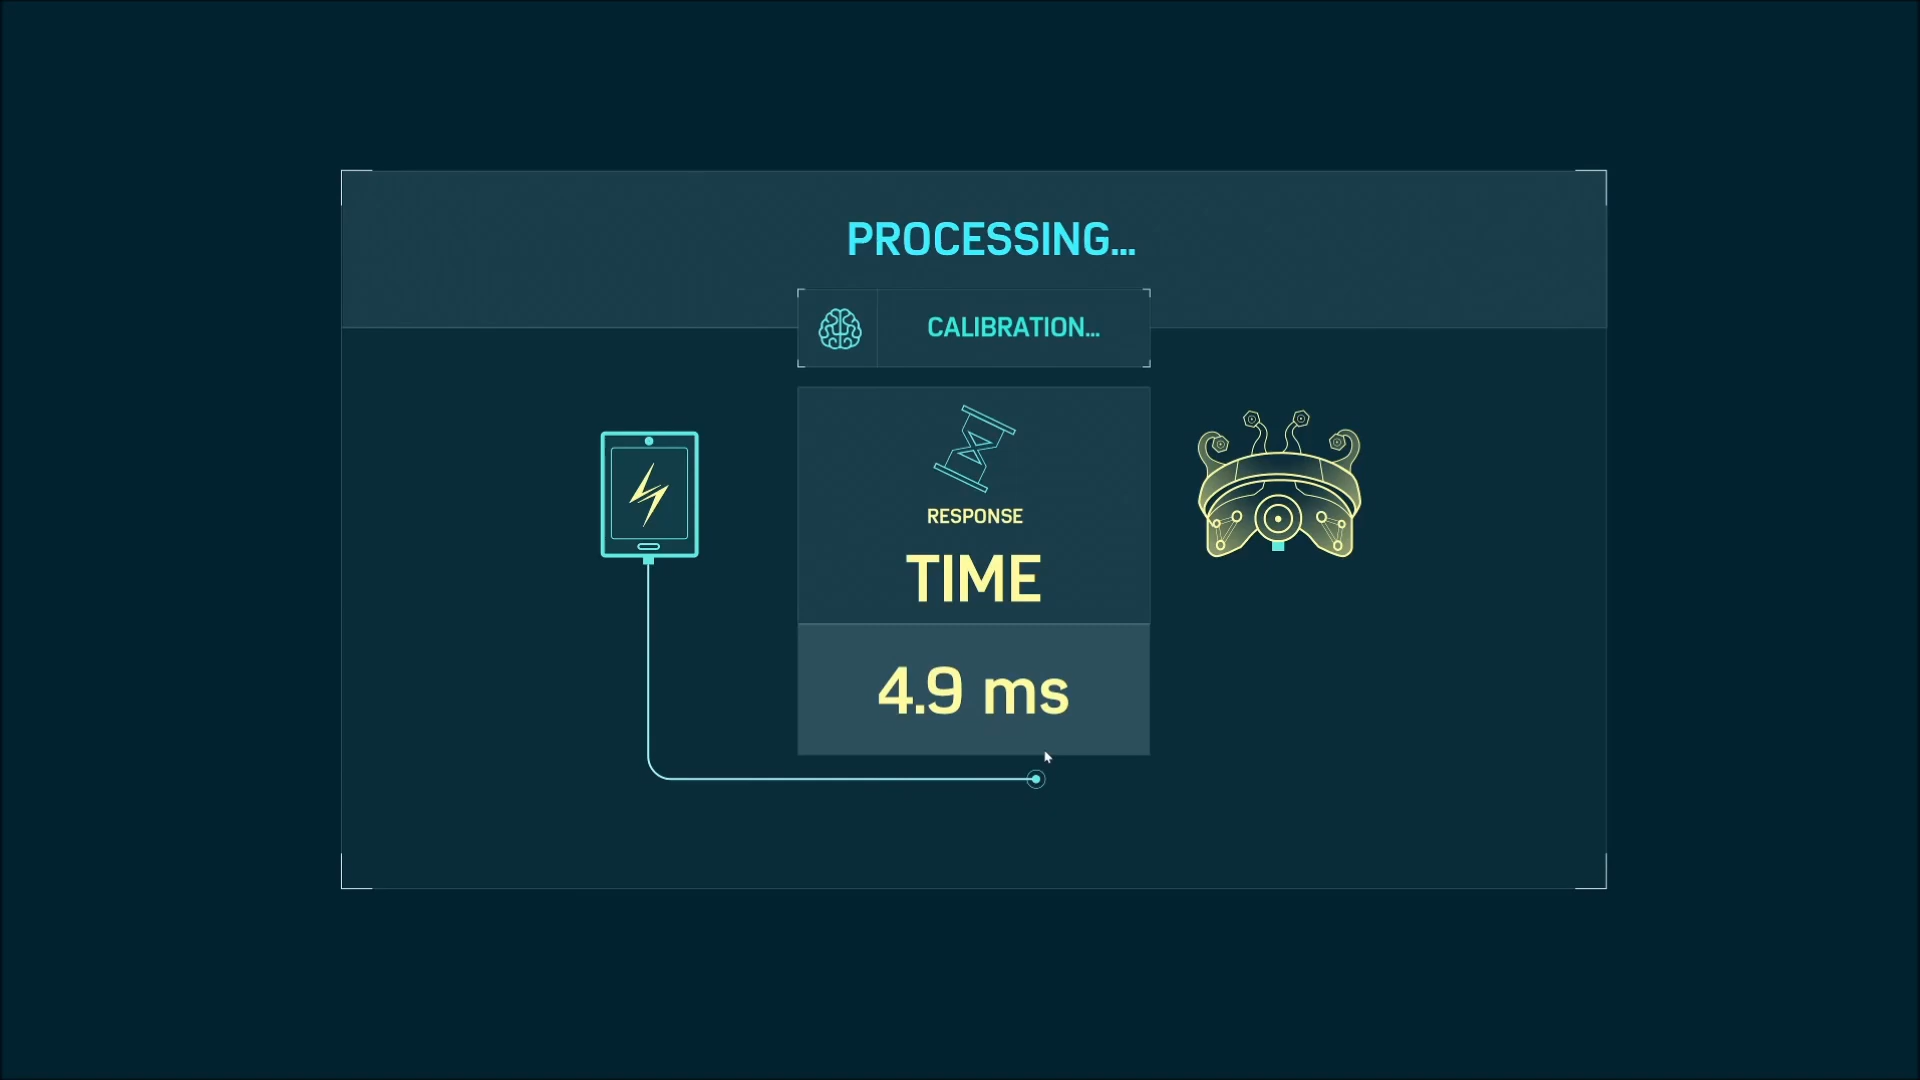 PROCESSING...
CALIBRATION...
RESPONSE
TIME
4.9 ms